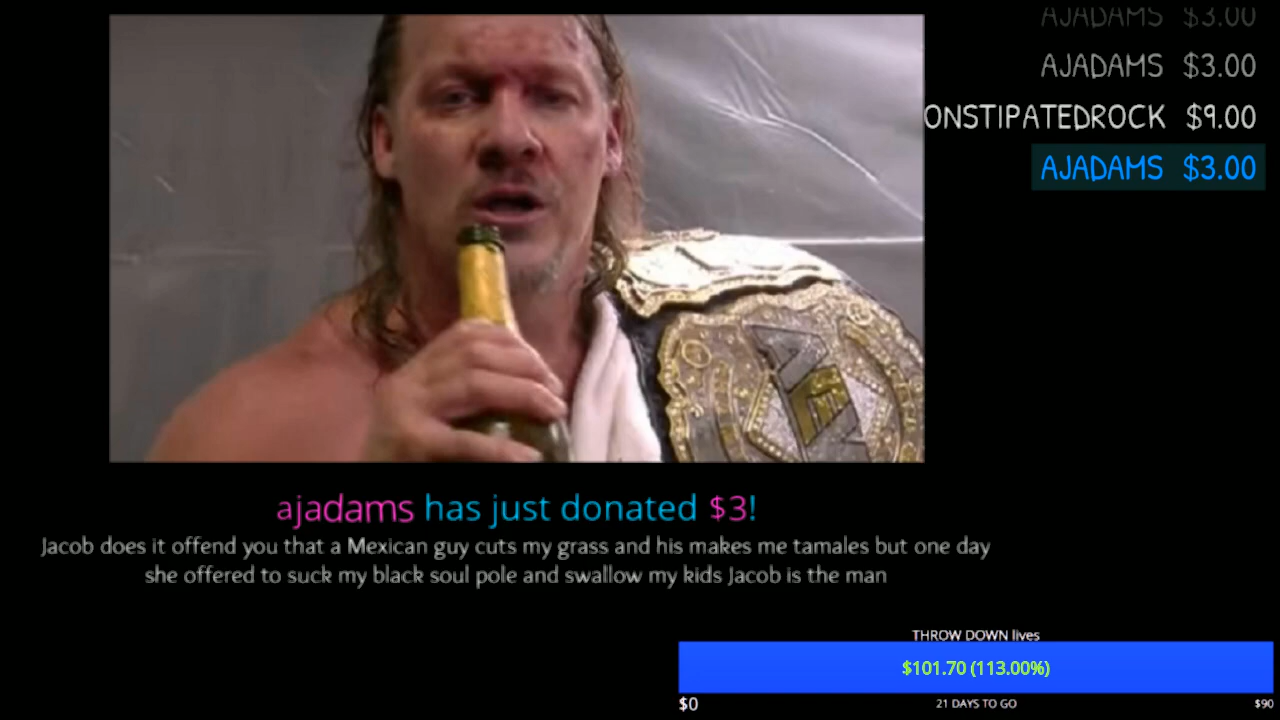 AJADAMS $3.00
AJADAMS $3.00
ONSTIPATEDROCK $9.00
AJADAMS $3.00
AEW
ajadams has just donated $3!
Jacob does it offend you that a Mexican guy cuts my grass and his makes me tamales but one day
she offered to suck my black soul pole and swallow my kids Jacob is the man
THROW DOWN lives
$101.70 (113.00%)
$0 21 DAYS TO GO $90